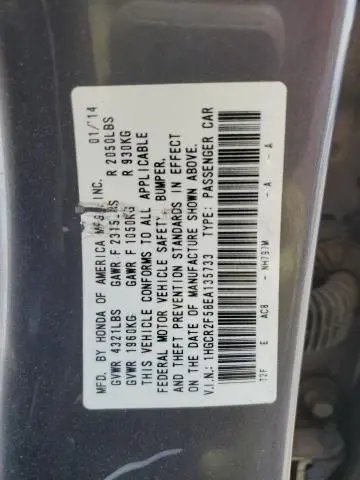 MFD. BY HONDA OF AMERICA MFG., INC. 01/'14
GVWR 4321LBS GAWR F 2315LBS R 2050LBS
GVWR 1960KG GAWR F 1050KG R 930KG
THIS VEHICLE CONFORMS TO ALL APPLICABLE
FEDERAL MOTOR VEHICLE SAFETY, BUMPER,
AND THEFT PREVENTION STANDARDS IN EFFECT
ON THE DATE OF MANUFACTURE SHOWN ABOVE.
V.I.N.: 1HGCR2F58EA135733 TYPE: PASSENGER CAR
T2F E AC8 - NH797M - A - A